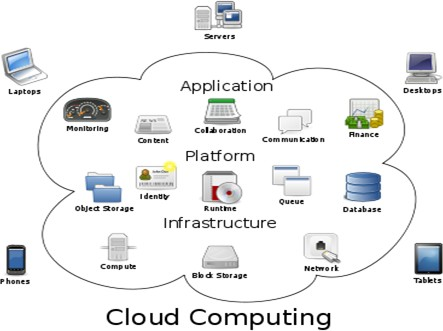 Servers
Laptops
Desktops
Application
Monitoring
Content
Collaboration
Communication
Finance
Platform
Identity
Object Storage
Runtime
Queue
Database
Infrastructure
Compute
Block Storage
Network
Phones
Tablets
Cloud Computing